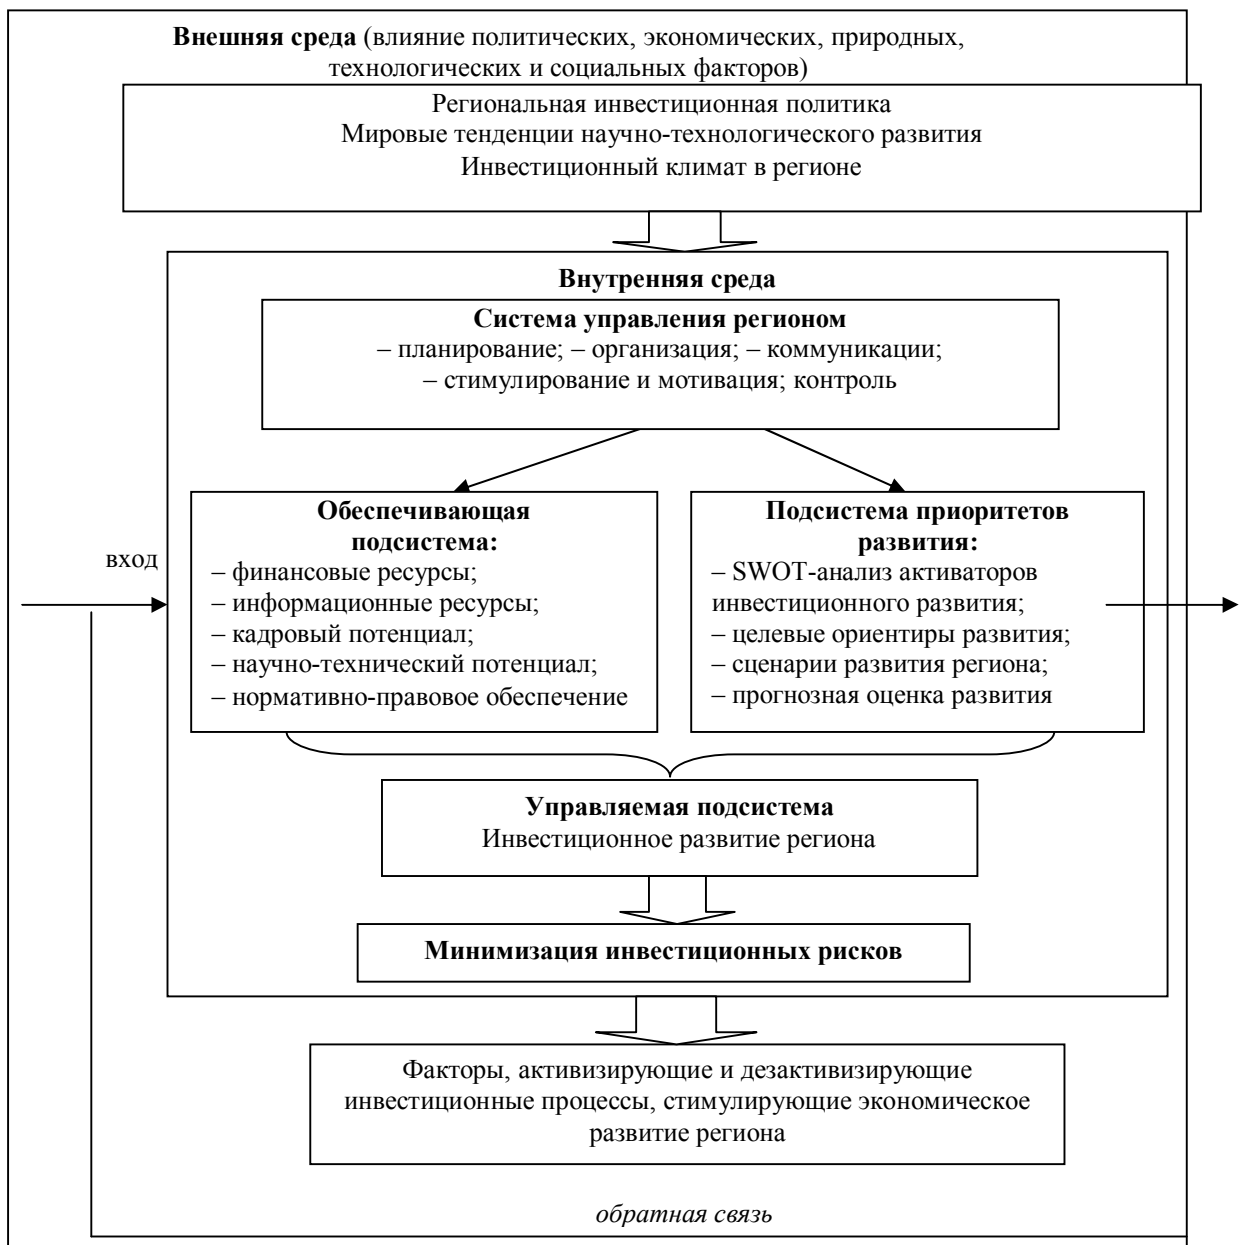 Внешняя среда (влияние политических, экономических, природных,
технологических и социальных факторов)
Региональная инвестиционная политика
Мировые тенденции научно-технологического развития
Инвестиционный климат в регионе
Внутренняя среда
Система управления регионом
– планирование; – организация; – коммуникации;
– стимулирование и мотивация; контроль
вход
Обеспечивающая
подсистема:
– финансовые ресурсы;
– информационные ресурсы;
– кадровый потенциал;
– научно-технический потенциал;
– нормативно-правовое обеспечение
Подсистема приоритетов
развития:
– SWOT-анализ активаторов
инвестиционного развития;
– целевые ориентиры развития;
– сценарии развития региона;
– прогнозная оценка развития
Управляемая подсистема
Инвестиционное развитие региона
Минимизация инвестиционных рисков
Факторы, активизирующие и дезактивизирующие
инвестиционные процессы, стимулирующие экономическое
развитие региона
обратная связь